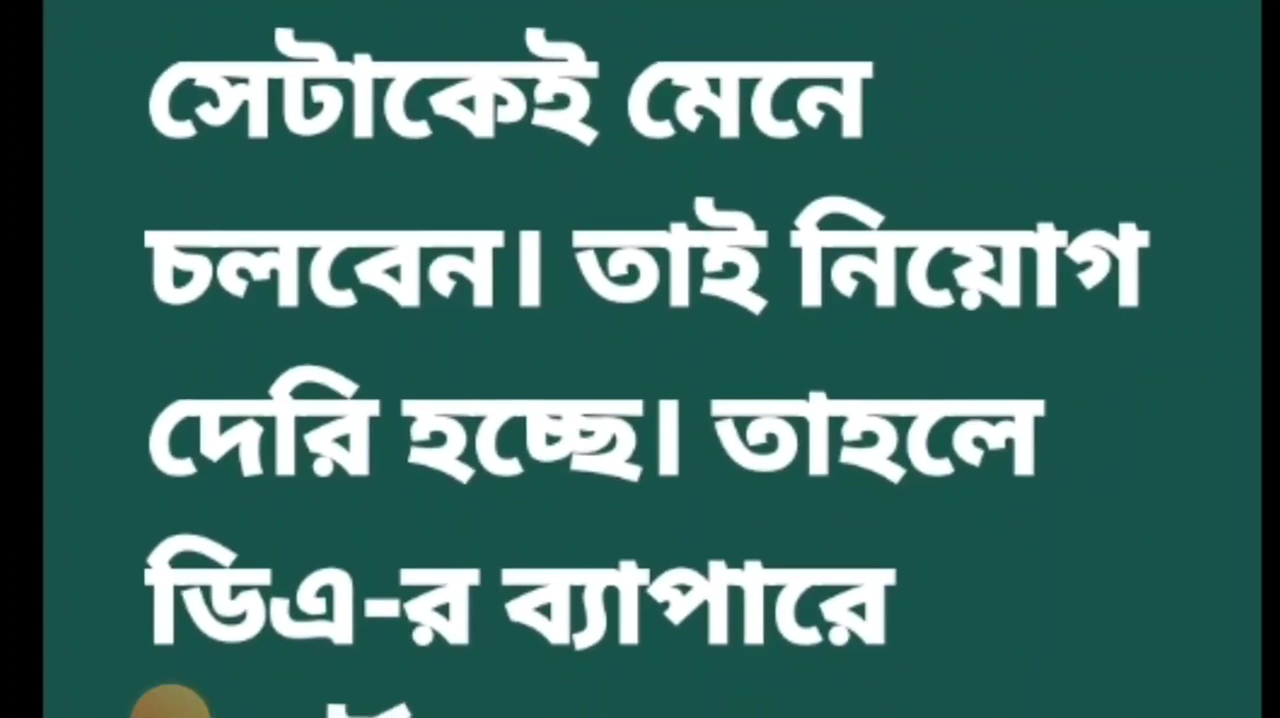 সেটাকেই মেনে
চলবেন। তাই নিয়োগ
দেরি হচ্ছে। তাহলে
ডিএ-র ব্যাপারে